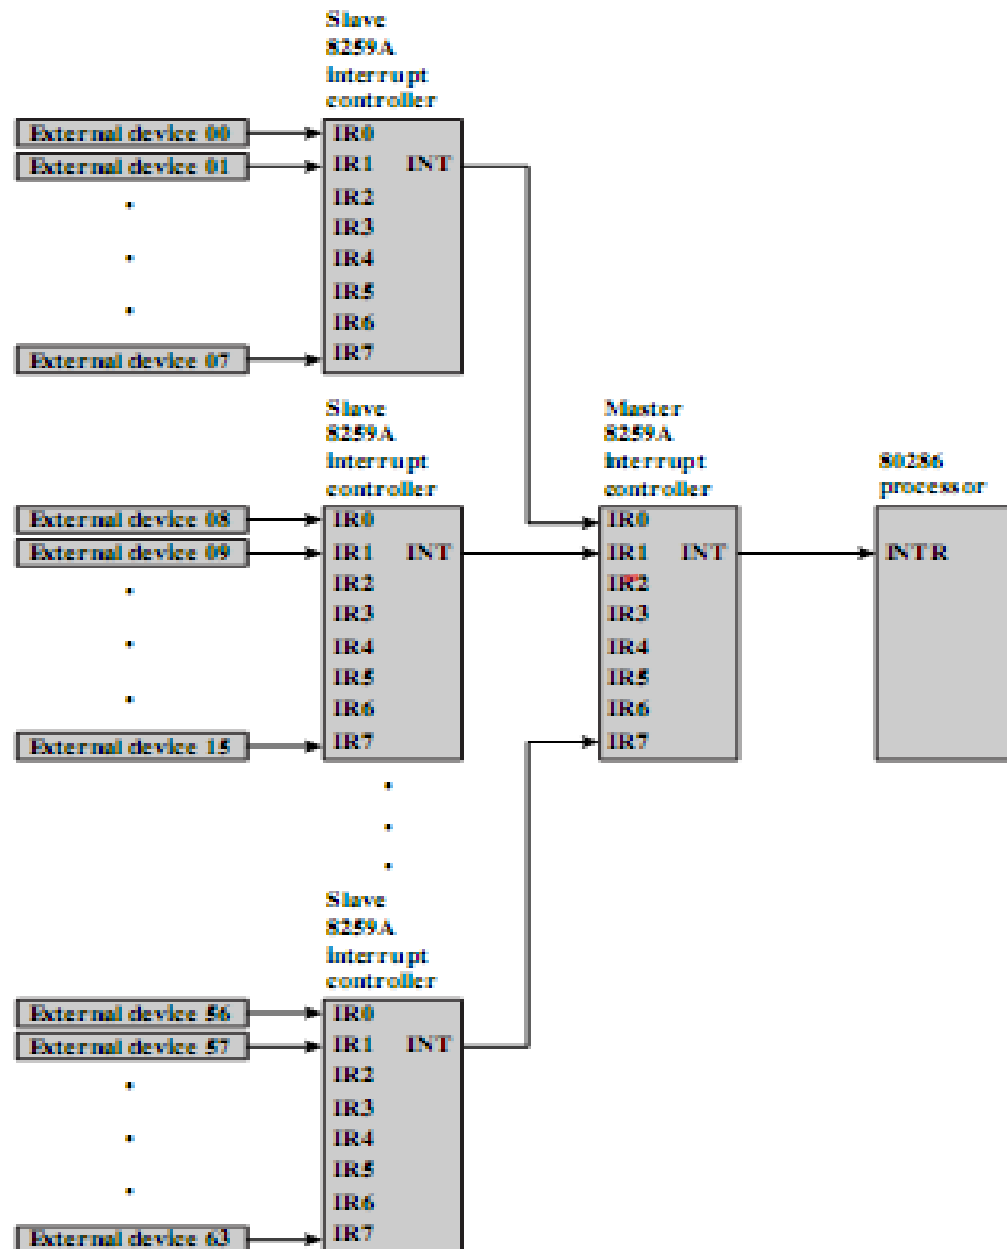 Slave
8259A
interrupt
controller
External device 00
IR0
External device 01
IR1 INT
IR2
IR3
IR4
IR5
IR6
External device 07
IR7
Slave
8259A
interrupt
controller
External device 08
IR0
External device 09
IR1 INT
IR2
IR3
IR4
IR5
IR6
External device 15
IR7
Master
8259A
interrupt
controller
IR0
IR1 INT
IR2
IR3
IR4
IR5
IR6
IR7
80286
processor
INTR
Slave
8259A
interrupt
controller
External device 56
IR0
External device 57
IR1 INT
IR2
IR3
IR4
IR5
IR6
External device 63
IR7